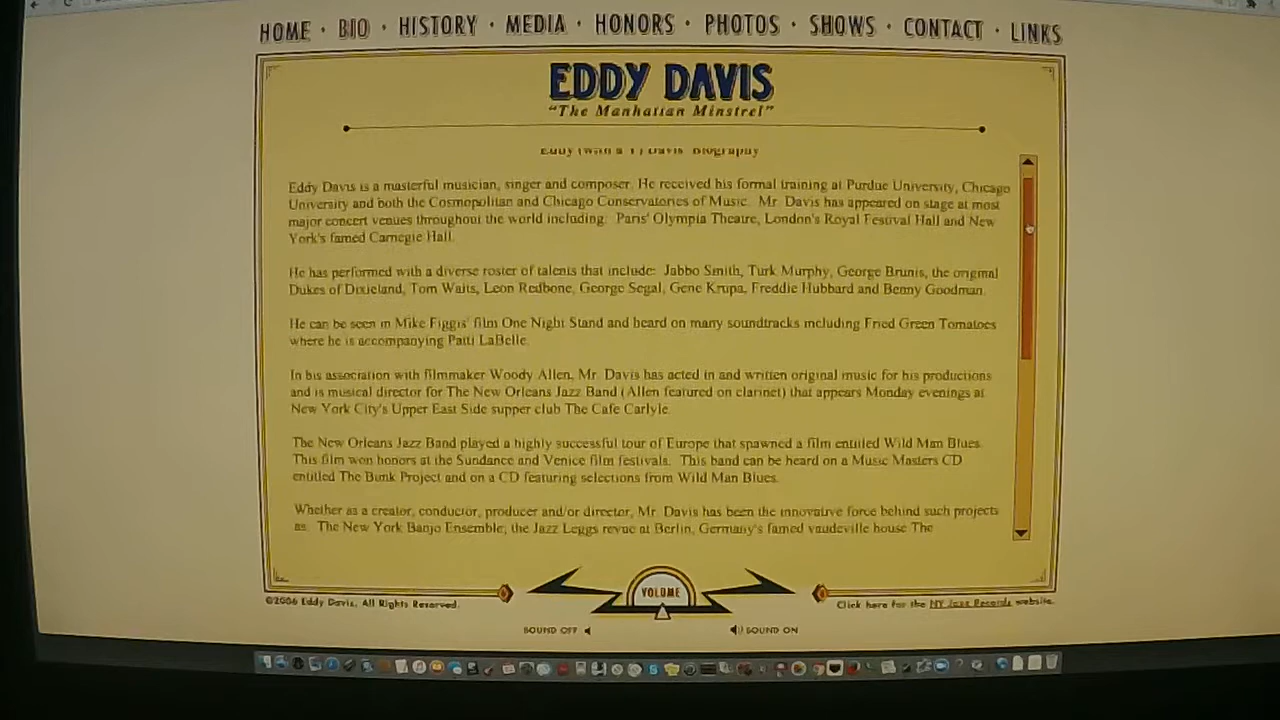 HOME · BIO · HISTORY · MEDIA · HONORS · PHOTOS · SHOWS · CONTACT · LINKS
EDDY DAVIS
"The Manhattan Minstrel"
Eddy (with a Y) Davis Biography
Eddy Davis is a masterful musician, singer and composer. He received his formal training at Purdue University, Chicago
University and both the Cosmopolitan and Chicago Conservatories of Music. Mr. Davis has appeared on stage at most
major concert venues throughout the world including: Paris' Olympia Theatre, London's Royal Festival Hall and New
York's famed Carnegie Hall.
He has performed with a diverse roster of talents that include: Jabbo Smith, Turk Murphy, George Brunis, the original
Dukes of Dixieland, Tom Waits, Leon Redbone, George Segal, Gene Krupa, Freddie Hubbard and Benny Goodman.
He can be seen in Mike Figgis' film One Night Stand and heard on many soundtracks including Fried Green Tomatoes
where he is accompanying Patti LaBelle.
In his association with filmmaker Woody Allen, Mr. Davis has acted in and written original music for his productions
and is musical director for The New Orleans Jazz Band (Allen featured on clarinet) that appears Monday evenings at
New York City's Upper East Side supper club The Cafe Carlyle.
The New Orleans Jazz Band played a highly successful tour of Europe that spawned a film entitled Wild Man Blues.
This film won honors at the Sundance and Venice film festivals. This band can be heard on a Music Masters CD
entitled The Bunk Project and on a CD featuring selections from Wild Man Blues.
Whether as a creator, conductor, producer and/or director, Mr. Davis has been the innovative force behind such projects
as: The New York Banjo Ensemble, the Jazz Leggs revue at Berlin, Germany's famed vaudeville house The
VOLUME
©2006 Eddy Davis, All Rights Reserved.
Click here for the NY Jazz Records website.
SOUND OFF
SOUND ON